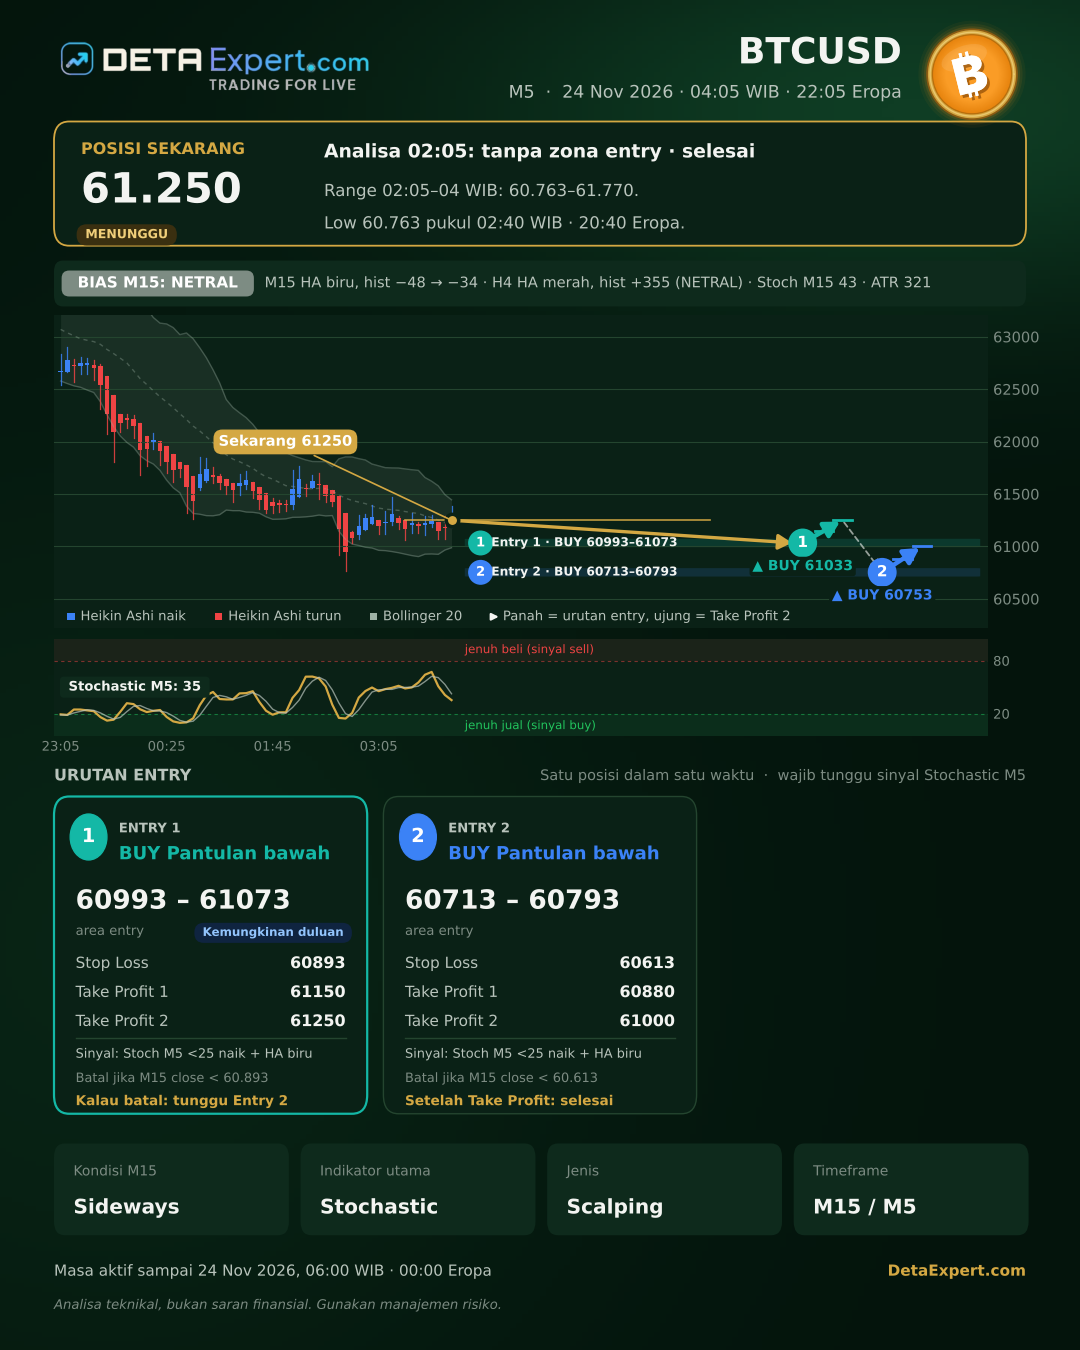 DETA Expert.com
TRADING FOR LIVE
BTCUSD
M5 · 24 Nov 2026 · 04:05 WIB · 22:05 Eropa
POSISI SEKARANG
61.250
MENUNGGU
Analisa 02:05: tanpa zona entry · selesai
Range 02:05–04 WIB: 60.763–61.770.
Low 60.763 pukul 02:40 WIB · 20:40 Eropa.
BIAS M15: NETRAL
M15 HA biru, hist −48 → −34 · H4 HA merah, hist +355 (NETRAL) · Stoch M15 43 · ATR 321
63000
62500
62000
61500
61000
60500
Sekarang 61250
1 Entry 1 · BUY 60993–61073
2 Entry 2 · BUY 60713–60793
1
▲ BUY 61033
2
▲ BUY 60753
Heikin Ashi naik
Heikin Ashi turun
Bollinger 20
Panah = urutan entry, ujung = Take Profit 2
jenuh beli (sinyal sell)
80
Stochastic M5: 35
20
jenuh jual (sinyal buy)
23:05 00:25 01:45 03:05
URUTAN ENTRY
Satu posisi dalam satu waktu · wajib tunggu sinyal Stochastic M5
1
ENTRY 1
BUY Pantulan bawah
60993 – 61073
area entry
Kemungkinan duluan
Stop Loss 60893
Take Profit 1 61150
Take Profit 2 61250
Sinyal: Stoch M5 <25 naik + HA biru
Batal jika M15 close < 60.893
Kalau batal: tunggu Entry 2
2
ENTRY 2
BUY Pantulan bawah
60713 – 60793
area entry
Stop Loss 60613
Take Profit 1 60880
Take Profit 2 61000
Sinyal: Stoch M5 <25 naik + HA biru
Batal jika M15 close < 60.613
Setelah Take Profit: selesai
Kondisi M15
Sideways
Indikator utama
Stochastic
Jenis
Scalping
Timeframe
M15 / M5
Masa aktif sampai 24 Nov 2026, 06:00 WIB · 00:00 Eropa
DetaExpert.com
Analisa teknikal, bukan saran finansial. Gunakan manajemen risiko.